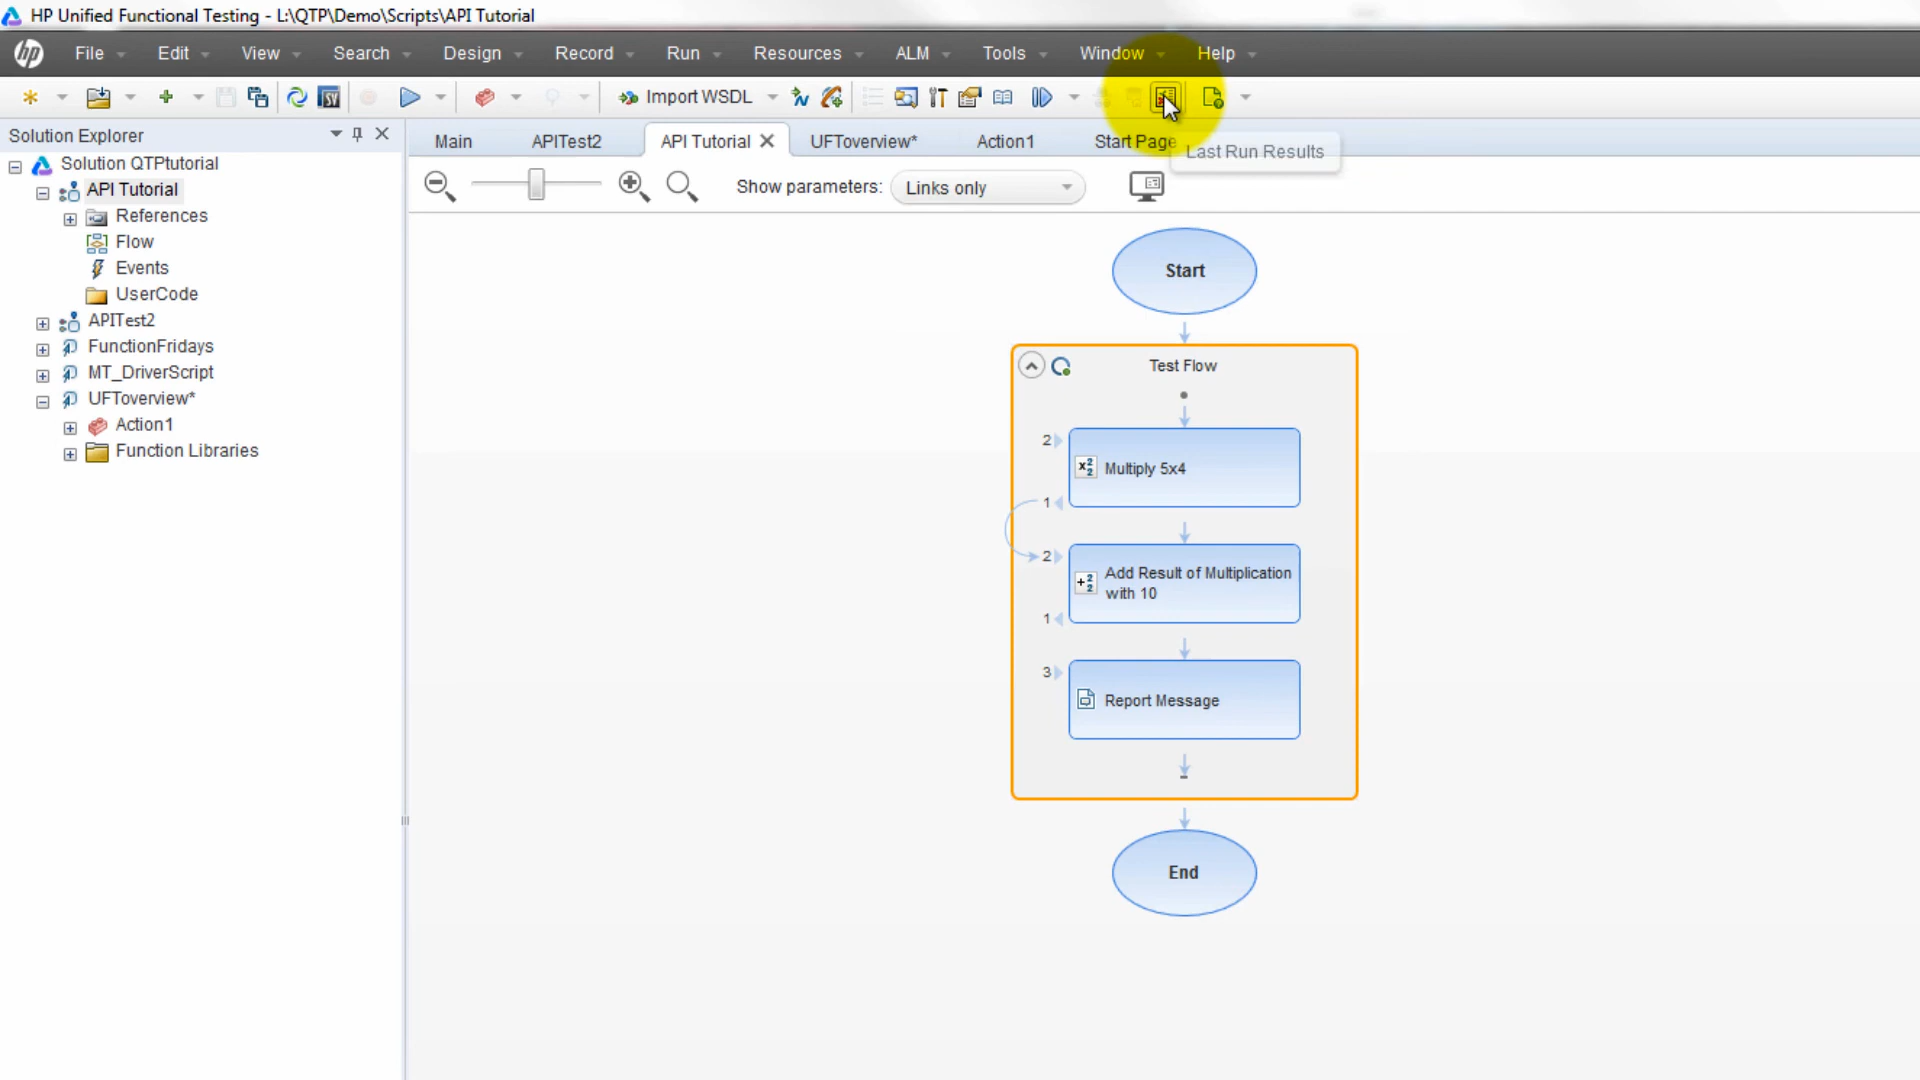 HP Unified Functional Testing - L:\QTP\Demo\Scripts\API Tutorial
hp File Edit View Search Design Record Run Resources ALM Tools Window Help
SV Import WSDL
Solution Explorer
Main APITest2 API Tutorial UFToverview* Action1 Start Page
Last Run Results
Show parameters: Links only
Solution QTPtutorial
API Tutorial
References
Flow
Events
UserCode
APITest2
FunctionFridays
MT_DriverScript
UFToverview*
Action1
Function Libraries
Start
Test Flow
2
Multiply 5x4
1
2
Add Result of Multiplication
with 10
1
3
Report Message
End